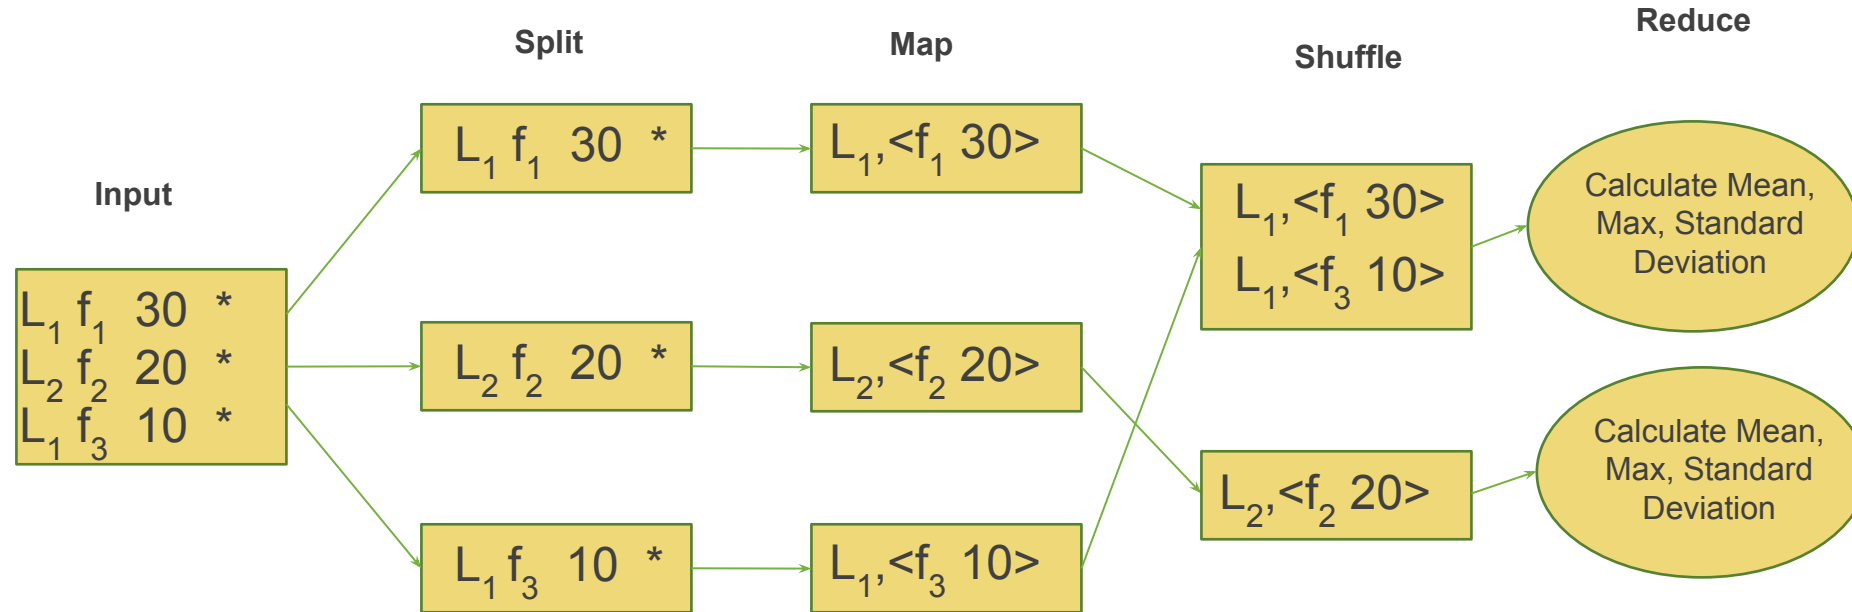 Input
L₁ f₁ 30 *
L₂ f₂ 20 *
L₁ f₃ 10 *
Split
L₁ f₁ 30 *
L₂ f₂ 20 *
L₁ f₃ 10 *
Map
L₁,<f₁ 30>
L₂,<f₂ 20>
L₁,<f₃ 10>
Shuffle
L₁,<f₁ 30>
L₁,<f₃ 10>
L₂,<f₂ 20>
Reduce
Calculate Mean,
Max, Standard
Deviation
Calculate Mean,
Max, Standard
Deviation